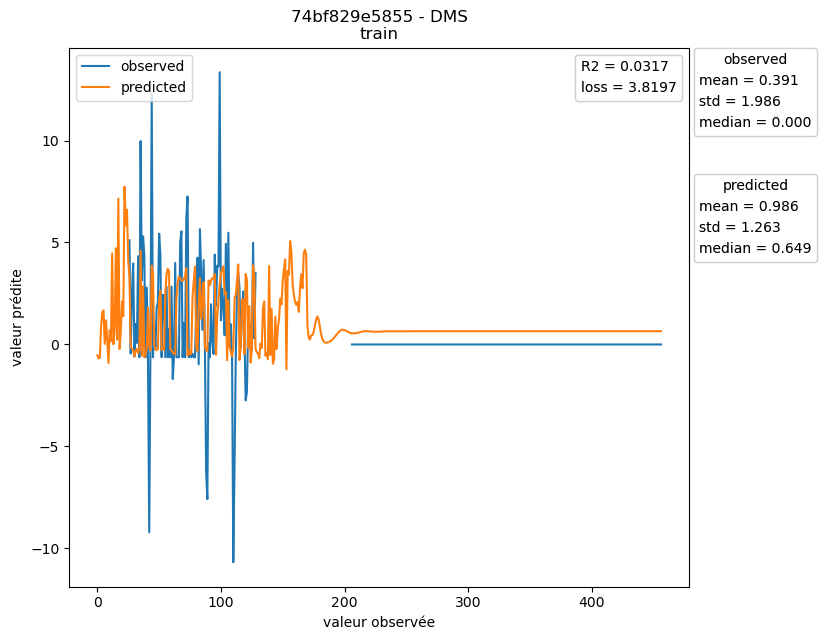 74bf829e5855 - DMS
train
observed
predicted
R2 = 0.0317
loss = 3.8197
observed
mean = 0.391
std = 1.986
median = 0.000
predicted
mean = 0.986
std = 1.263
median = 0.649
valeur prédite
10
5
0
−5
−10
0
100
200
300
400
valeur observée